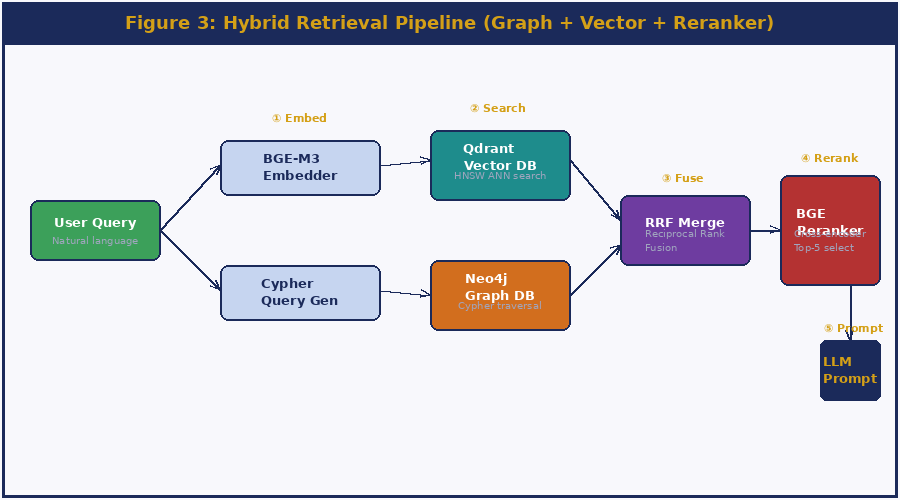 Figure 3: Hybrid Retrieval Pipeline (Graph + Vector + Reranker)
① Embed
② Search
③ Fuse
④ Rerank
⑤ Prompt
User Query
Natural language
BGE-M3
Embedder
Cypher
Query Gen
Qdrant
Vector DB
HNSW ANN search
Neo4j
Graph DB
Cypher traversal
RRF Merge
Reciprocal Rank
Fusion
BGE
Reranker
Top-5 select
LLM
Prompt